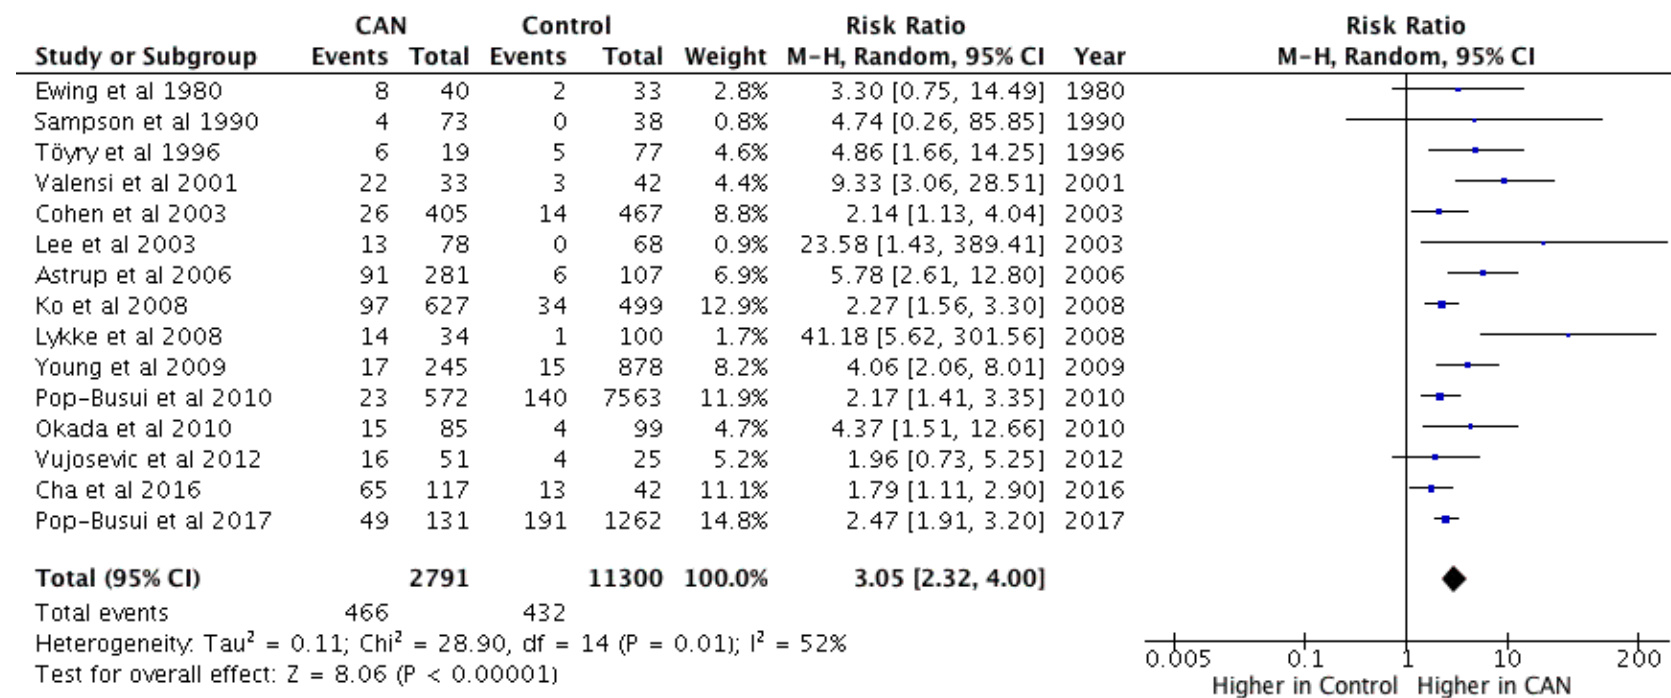 CAN Control Risk Ratio Risk Ratio
Study or Subgroup Events Total Events Total Weight M-H, Random, 95% CI Year M-H, Random, 95% CI
Ewing et al 1980 8 40 2 33 2.8% 3.30 [0.75, 14.49] 1980
Sampson et al 1990 4 73 0 38 0.8% 4.74 [0.26, 85.85] 1990
Töyry et al 1996 6 19 5 77 4.6% 4.86 [1.66, 14.25] 1996
Valensi et al 2001 22 33 3 42 4.4% 9.33 [3.06, 28.51] 2001
Cohen et al 2003 26 405 14 467 8.8% 2.14 [1.13, 4.04] 2003
Lee et al 2003 13 78 0 68 0.9% 23.58 [1.43, 389.41] 2003
Astrup et al 2006 91 281 6 107 6.9% 5.78 [2.61, 12.80] 2006
Ko et al 2008 97 627 34 499 12.9% 2.27 [1.56, 3.30] 2008
Lykke et al 2008 14 34 1 100 1.7% 41.18 [5.62, 301.56] 2008
Young et al 2009 17 245 15 878 8.2% 4.06 [2.06, 8.01] 2009
Pop-Busui et al 2010 23 572 140 7563 11.9% 2.17 [1.41, 3.35] 2010
Okada et al 2010 15 85 4 99 4.7% 4.37 [1.51, 12.66] 2010
Vujosevic et al 2012 16 51 4 25 5.2% 1.96 [0.73, 5.25] 2012
Cha et al 2016 65 117 13 42 11.1% 1.79 [1.11, 2.90] 2016
Pop-Busui et al 2017 49 131 191 1262 14.8% 2.47 [1.91, 3.20] 2017
Total (95% CI) 2791 11300 100.0% 3.05 [2.32, 4.00]
Total events 466 432
Heterogeneity: Tau² = 0.11; Chi² = 28.90, df = 14 (P = 0.01); I² = 52%
Test for overall effect: Z = 8.06 (P < 0.00001)
0.005 0.1 1 10 200
Higher in Control Higher in CAN